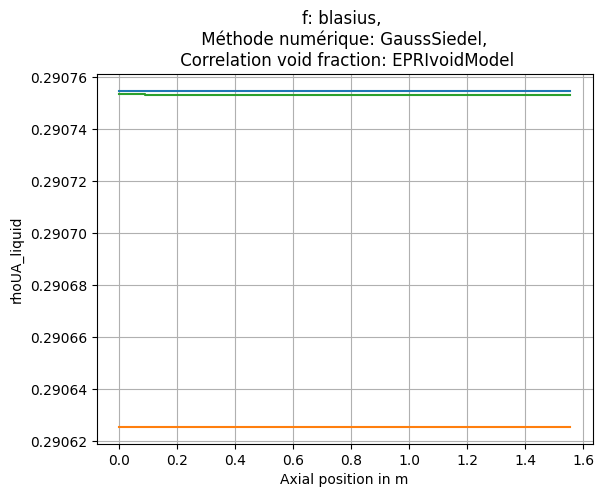 f: blasius,
Méthode numérique: GaussSiedel,
Correlation void fraction: EPRIvoidModel
0.29076
0.29074
0.29072
0.29070
0.29068
0.29066
0.29064
0.29062
rhoUA_liquid
0.0 0.2 0.4 0.6 0.8 1.0 1.2 1.4 1.6
Axial position in m